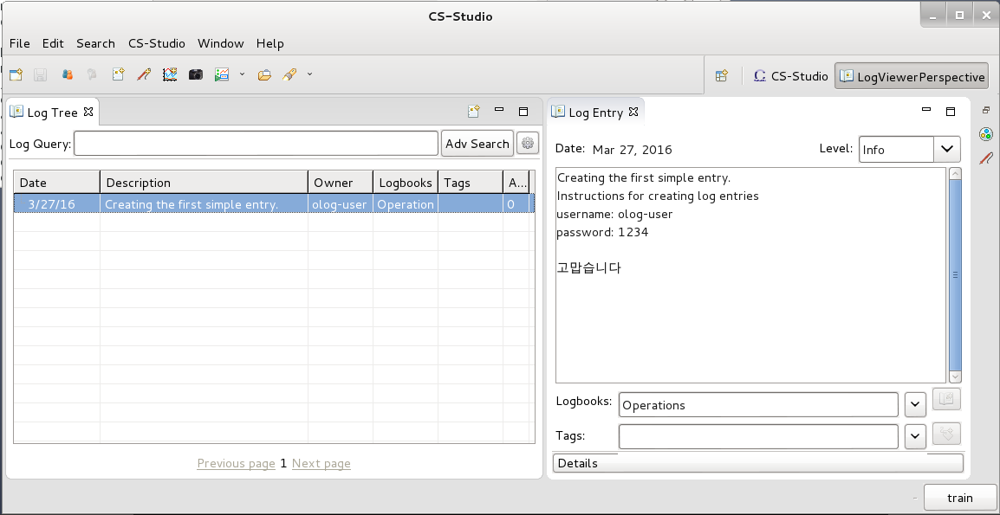 CS-Studio
File Edit Search CS-Studio Window Help
CS-Studio LogViewerPerspective
Log Tree
Log Query: Adv Search
Date Description Owner Logbooks Tags A...
3/27/16 Creating the first simple entry. olog-user Operation 0
Previous page 1 Next page
Log Entry
Date: Mar 27, 2016 Level: Info
Creating the first simple entry.
Instructions for creating log entries
username: olog-user
password: 1234
고맙습니다
Logbooks: Operations
Tags:
Details
train